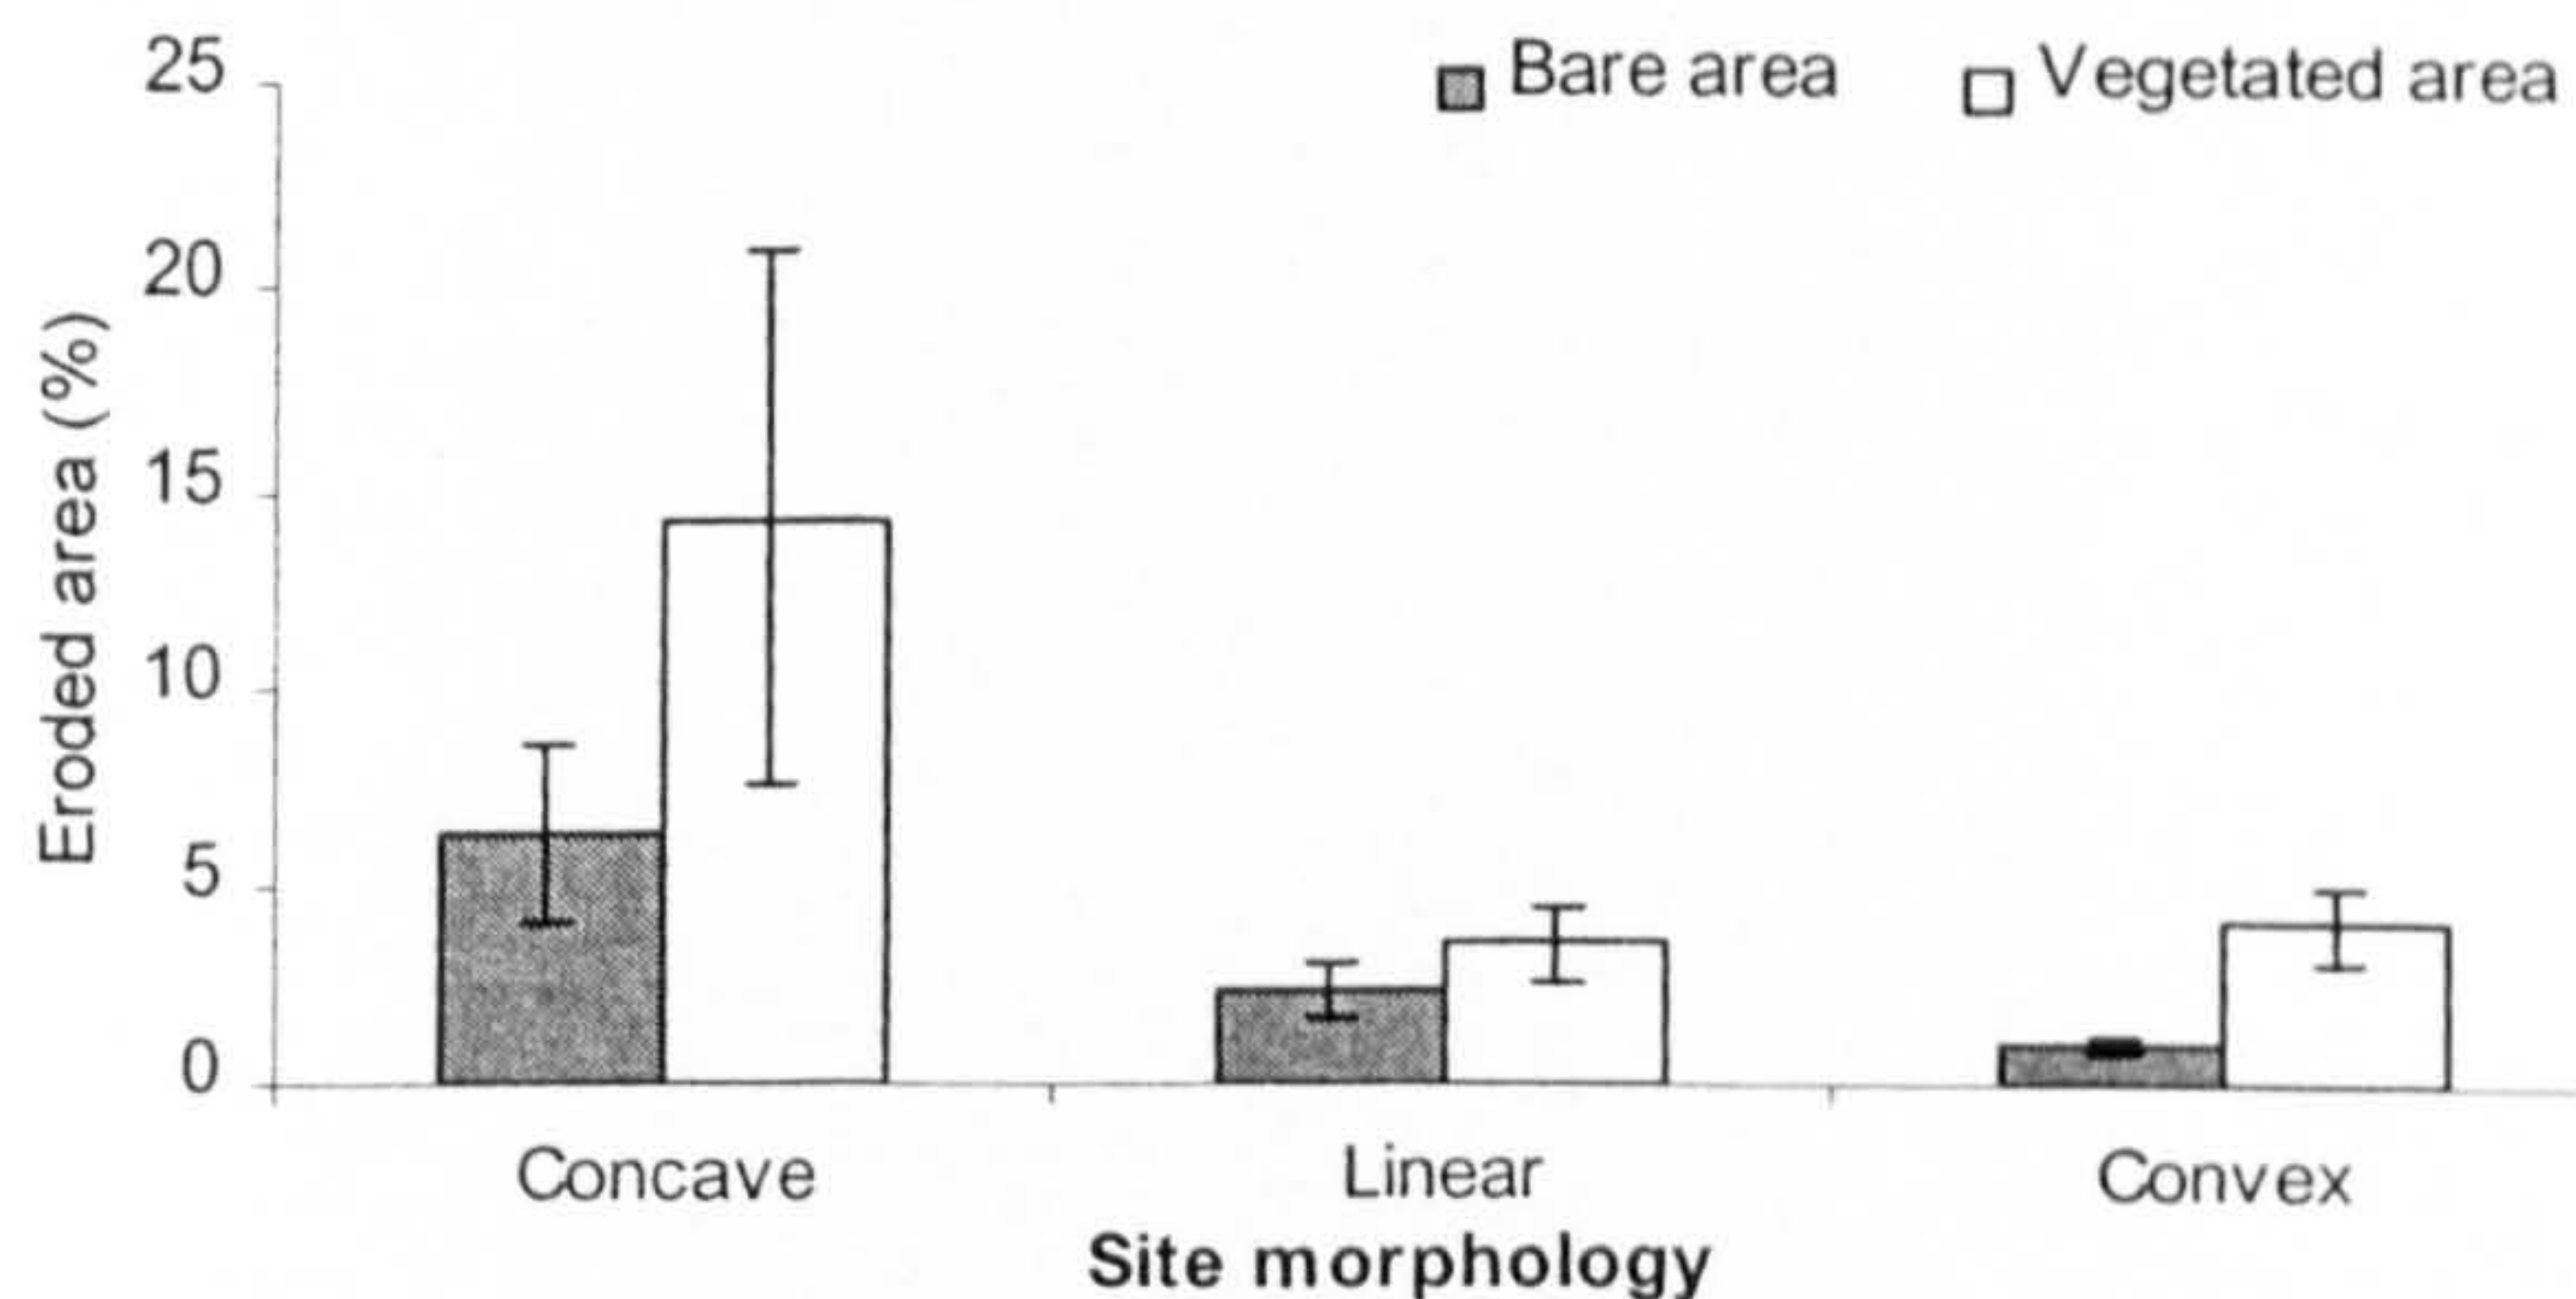 25
Bare area
Vegetated area
20
15
10
5
0
Eroded area (%)
Concave
Linear
Convex
Site morphology